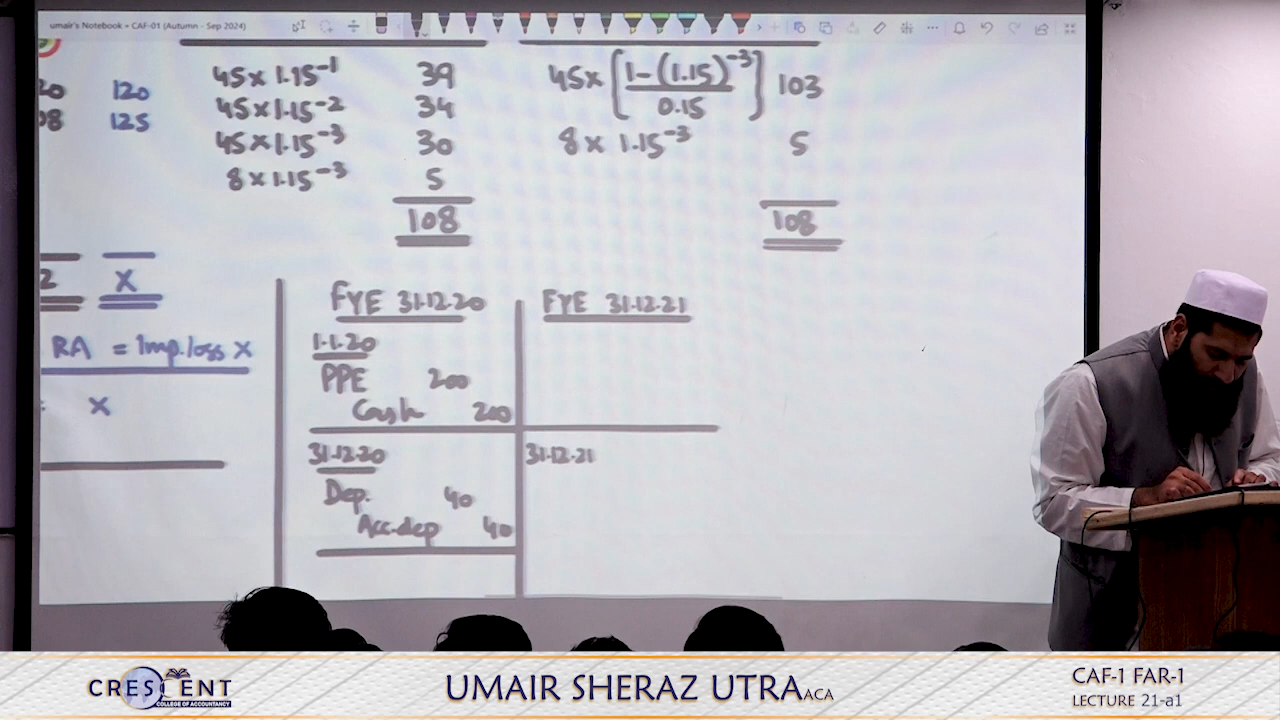 umair's Notebook • CAF-01 (Autumn - Sep 2024)
20 120
08 125
45 x 1.15⁻¹ 39
45 x 1.15⁻² 34
45 x 1.15⁻³ 30
8 x 1.15⁻³ 5
108
45 x [1 - (1.15)⁻³ / 0.15] 103
8 x 1.15⁻³ 5
108
2 X
RA = Imp. loss X
= X
FYE 31.12.20
1.1.20
PPE 200
Cash 200
31.12.20
Dep. 40
Acc.dep 40
FYE 31.12.21
31.12.21
CRESCENT
COLLEGE OF ACCOUNTANCY
UMAIR SHERAZ UTRA ACA
CAF-1 FAR-1
LECTURE 21-a1